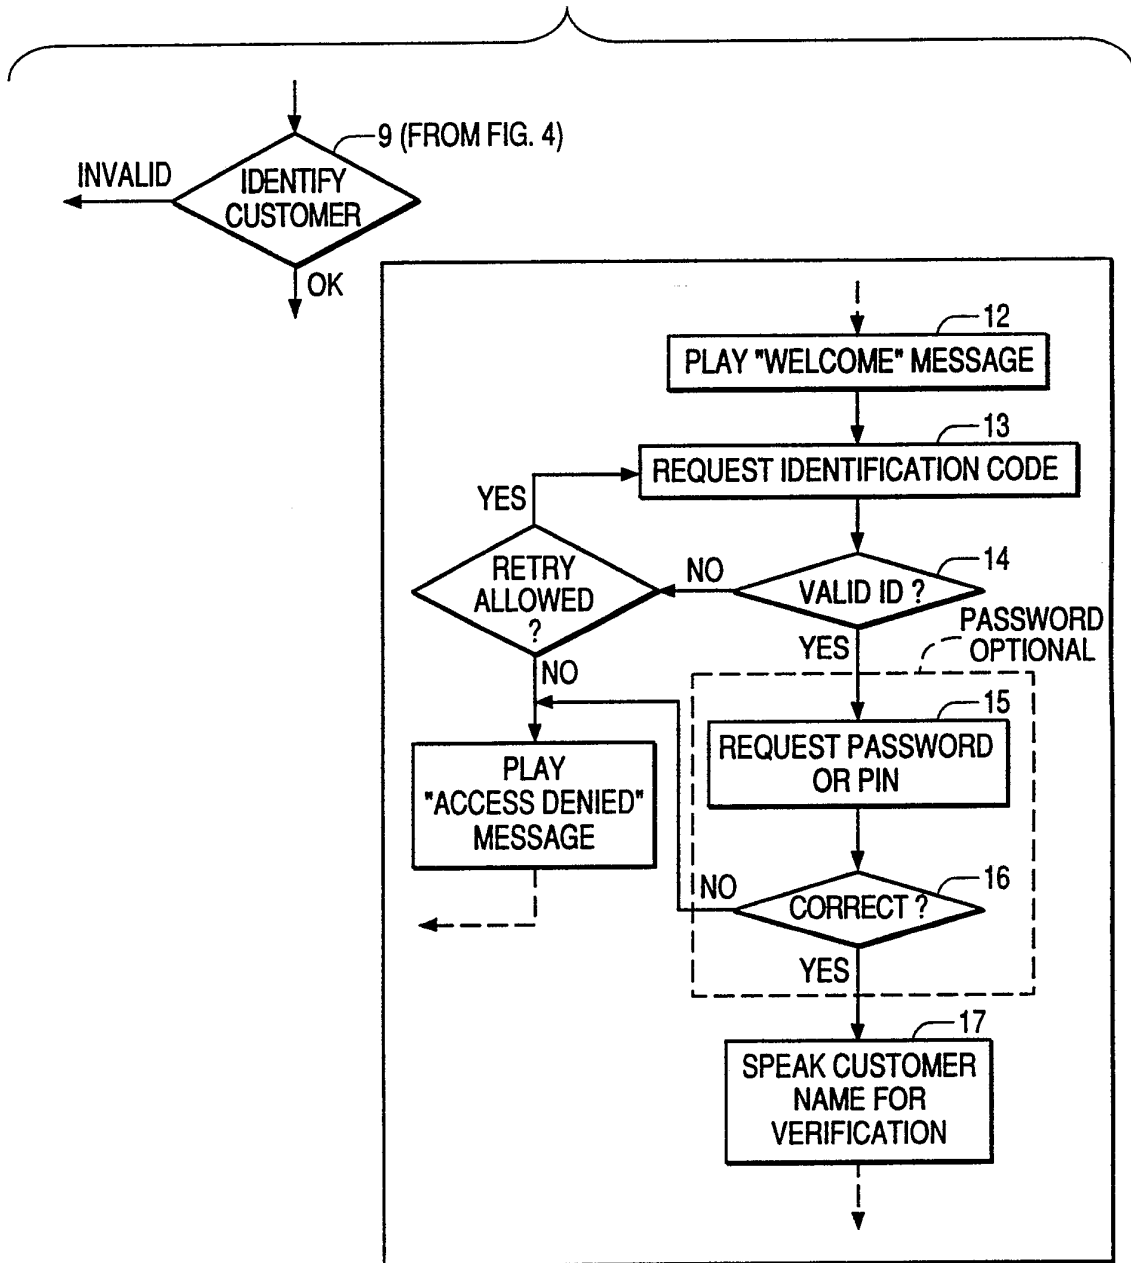 9 (FROM FIG. 4)
INVALID
IDENTIFY
CUSTOMER
OK
12
PLAY "WELCOME" MESSAGE
13
REQUEST IDENTIFICATION CODE
YES
RETRY
ALLOWED
?
NO
14
VALID ID ?
YES
PASSWORD
OPTIONAL
NO
15
REQUEST PASSWORD
OR PIN
PLAY
"ACCESS DENIED"
MESSAGE
NO
16
CORRECT ?
YES
17
SPEAK CUSTOMER
NAME FOR
VERIFICATION